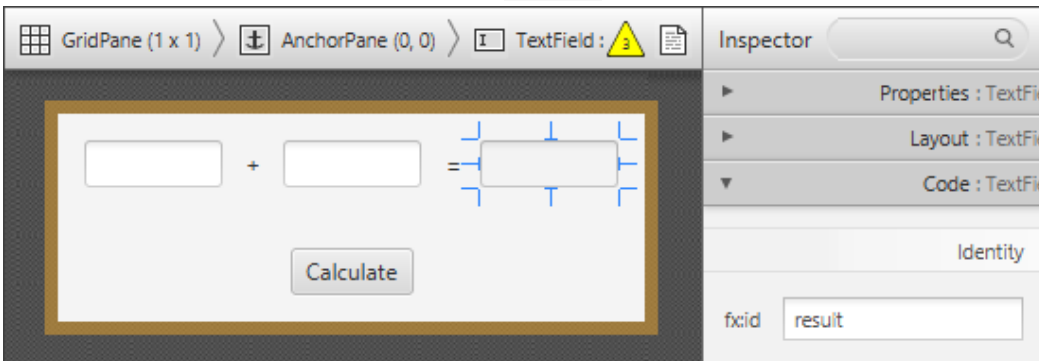 GridPane (1 x 1) AnchorPane (0, 0) TextField : 3
Inspector
Properties : TextFi
Layout : TextFi
Code : TextFi
+ =
Calculate
Identity
fx:id result